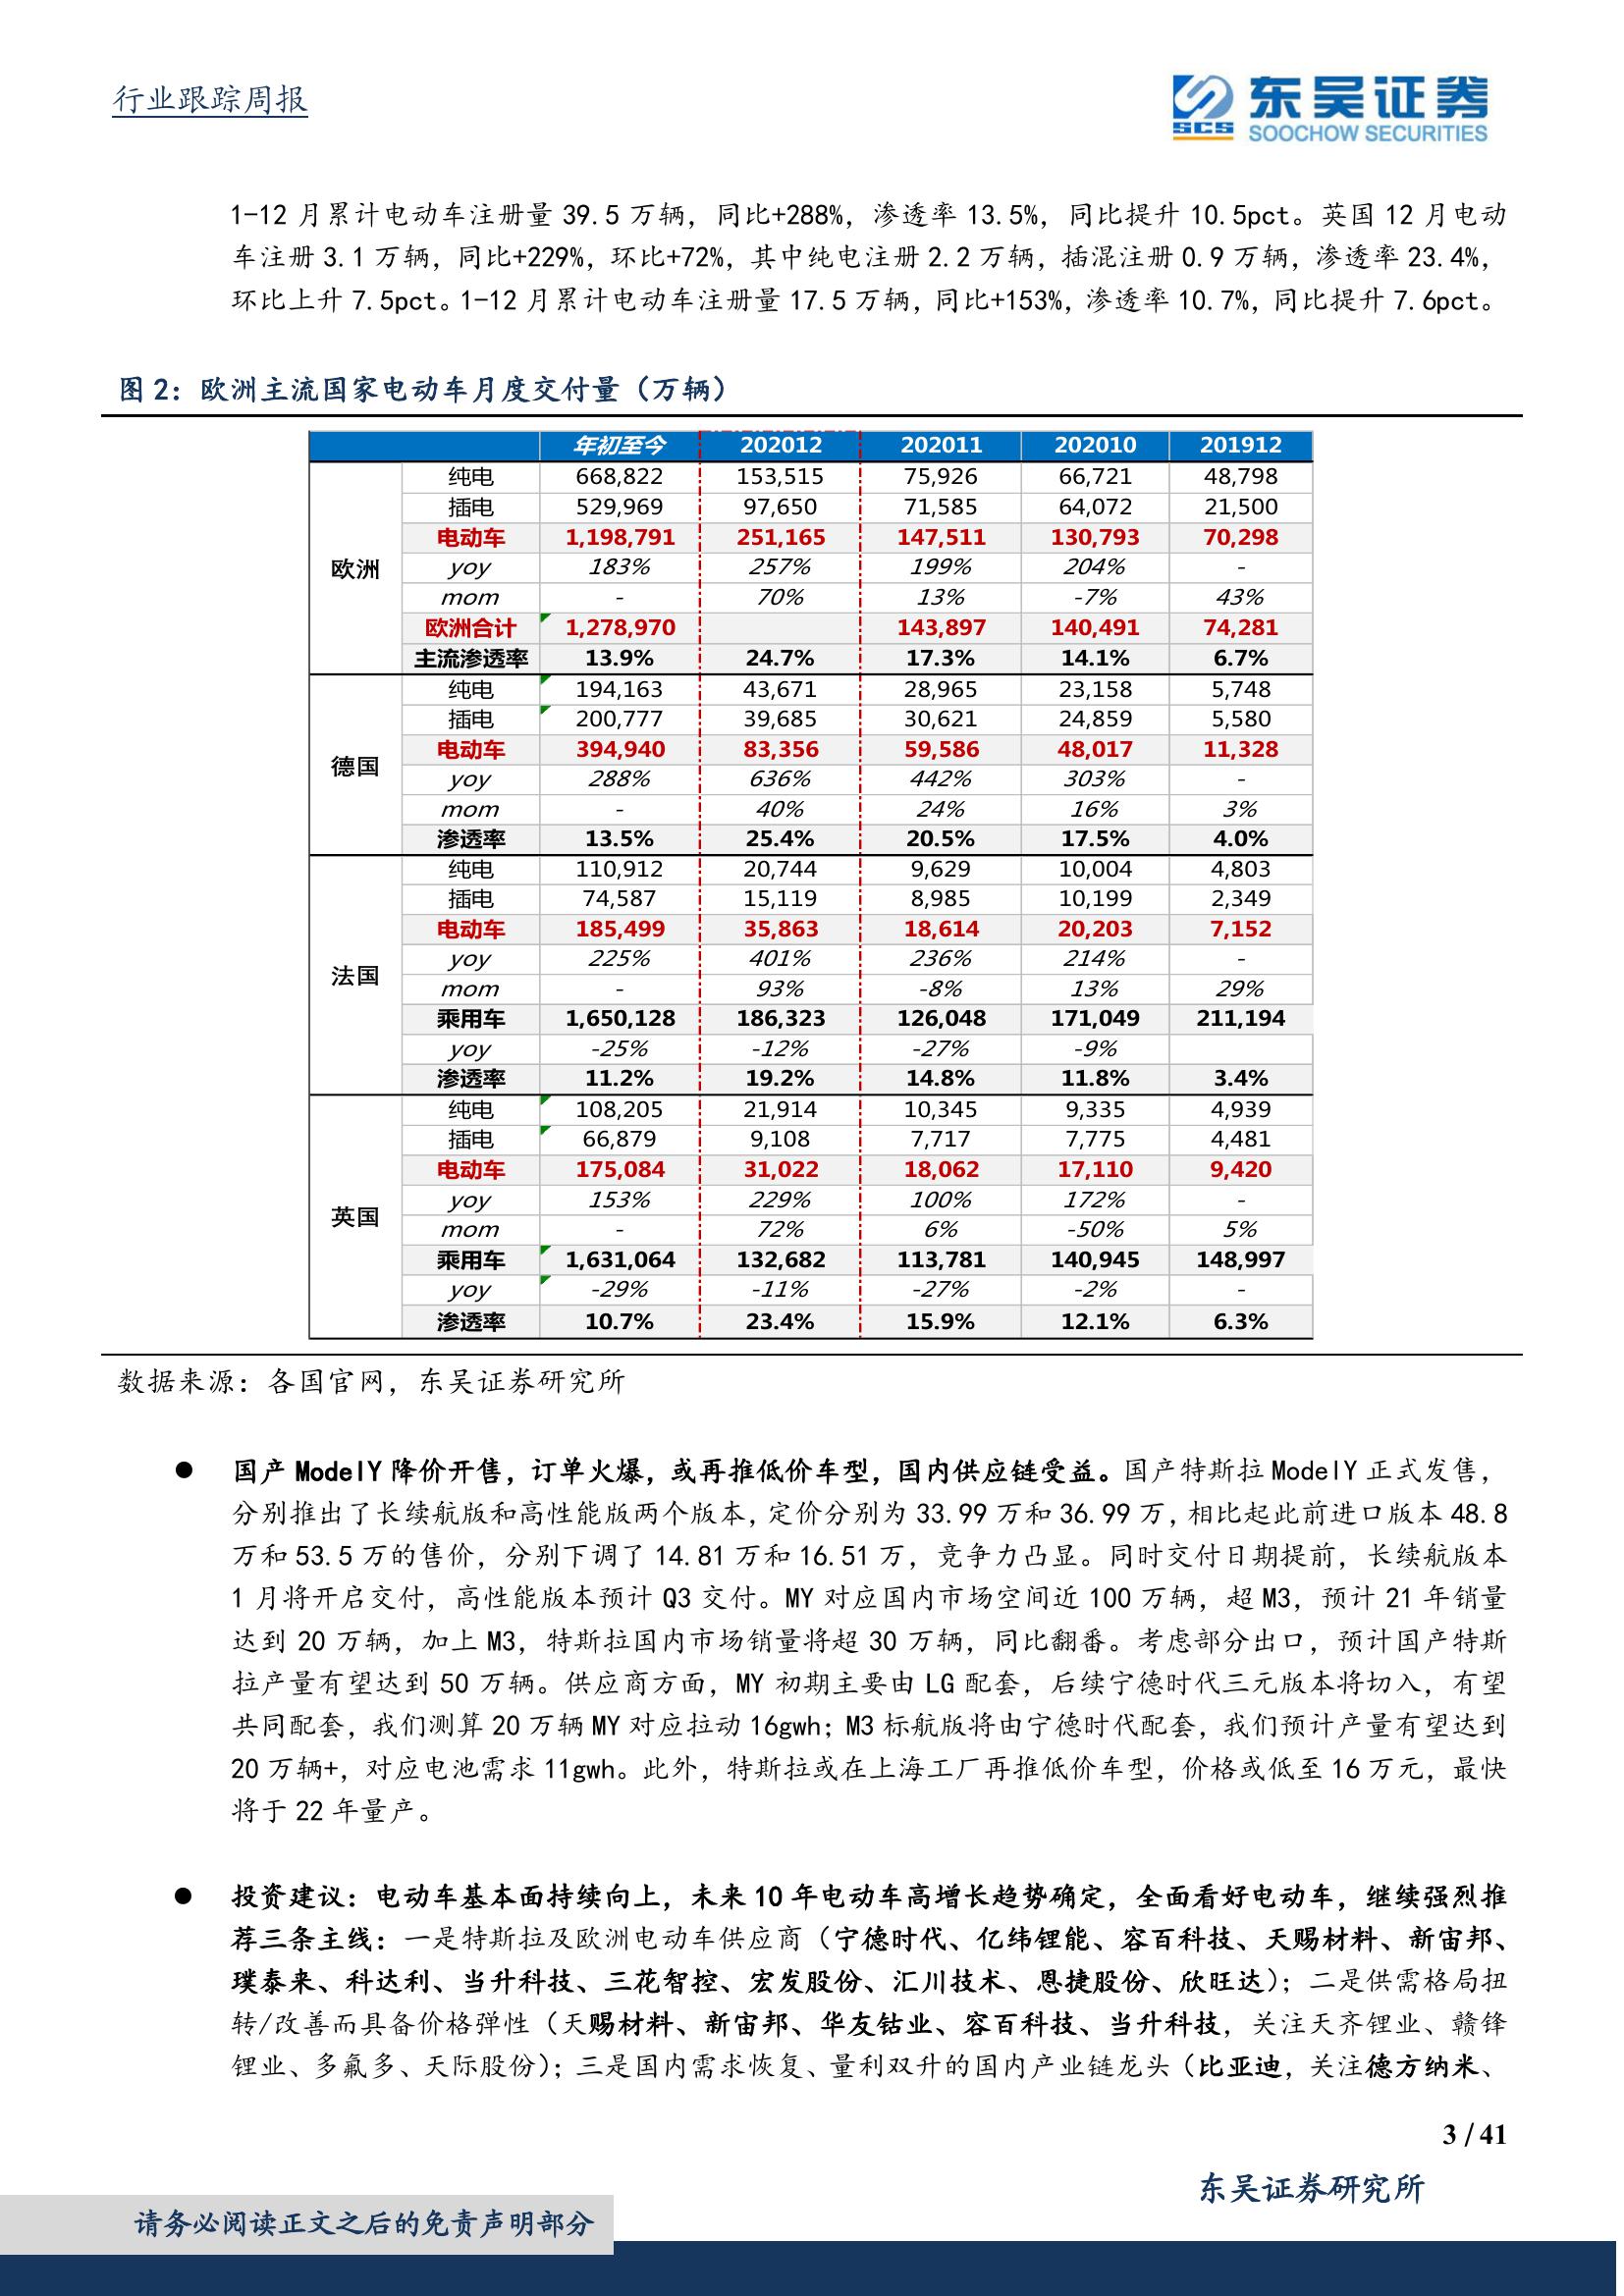 行业跟踪周报
东吴证券
SCS
SOOCHOW SECURITIES
1-12 月累计电动车注册量 39.5 万辆，同比+288%，渗透率 13.5%，同比提升 10.5pct。英国 12 月电动
车注册 3.1 万辆，同比+229%，环比+72%，其中纯电注册 2.2 万辆，插混注册 0.9 万辆，渗透率 23.4%，
环比上升 7.5pct。1-12 月累计电动车注册量 17.5 万辆，同比+153%，渗透率 10.7%，同比提升 7.6pct。
图 2：欧洲主流国家电动车月度交付量（万辆）
年初至今 202012 202011 202010 201912
欧洲
纯电 668,822 153,515 75,926 66,721 48,798
插电 529,969 97,650 71,585 64,072 21,500
电动车 1,198,791 251,165 147,511 130,793 70,298
yoy 183% 257% 199% 204% -
mom - 70% 13% -7% 43%
欧洲合计 1,278,970 143,897 140,491 74,281
主流渗透率 13.9% 24.7% 17.3% 14.1% 6.7%
德国
纯电 194,163 43,671 28,965 23,158 5,748
插电 200,777 39,685 30,621 24,859 5,580
电动车 394,940 83,356 59,586 48,017 11,328
yoy 288% 636% 442% 303% -
mom - 40% 24% 16% 3%
渗透率 13.5% 25.4% 20.5% 17.5% 4.0%
法国
纯电 110,912 20,744 9,629 10,004 4,803
插电 74,587 15,119 8,985 10,199 2,349
电动车 185,499 35,863 18,614 20,203 7,152
yoy 225% 401% 236% 214% -
mom - 93% -8% 13% 29%
乘用车 1,650,128 186,323 126,048 171,049 211,194
yoy -25% -12% -27% -9%
渗透率 11.2% 19.2% 14.8% 11.8% 3.4%
英国
纯电 108,205 21,914 10,345 9,335 4,939
插电 66,879 9,108 7,717 7,775 4,481
电动车 175,084 31,022 18,062 17,110 9,420
yoy 153% 229% 100% 172% -
mom - 72% 6% -50% 5%
乘用车 1,631,064 132,682 113,781 140,945 148,997
yoy -29% -11% -27% -2% -
渗透率 10.7% 23.4% 15.9% 12.1% 6.3%
数据来源：各国官网，东吴证券研究所
● 国产 ModelY 降价开售，订单火爆，或再推低价车型，国内供应链受益。国产特斯拉 ModelY 正式发售，
分别推出了长续航版和高性能版两个版本，定价分别为 33.99 万和 36.99 万，相比起此前进口版本 48.8
万和 53.5 万的售价，分别下调了 14.81 万和 16.51 万，竞争力凸显。同时交付日期提前，长续航版本
1 月将开启交付，高性能版本预计 Q3 交付。MY 对应国内市场空间近 100 万辆，超 M3，预计 21 年销量
达到 20 万辆，加上 M3，特斯拉国内市场销量将超 30 万辆，同比翻番。考虑部分出口，预计国产特斯
拉产量有望达到 50 万辆。供应商方面，MY 初期主要由 LG 配套，后续宁德时代三元版本将切入，有望
共同配套，我们测算 20 万辆 MY 对应拉动 16gwh；M3 标航版将由宁德时代配套，我们预计产量有望达到
20 万辆+，对应电池需求 11gwh。此外，特斯拉或在上海工厂再推低价车型，价格或低至 16 万元，最快
将于 22 年量产。
● 投资建议：电动车基本面持续向上，未来 10 年电动车高增长趋势确定，全面看好电动车，继续强烈推
荐三条主线：一是特斯拉及欧洲电动车供应商（宁德时代、亿纬锂能、容百科技、天赐材料、新宙邦、
璞泰来、科达利、当升科技、三花智控、宏发股份、汇川技术、恩捷股份、欣旺达）；二是供需格局扭
转/改善而具备价格弹性（天赐材料、新宙邦、华友钴业、容百科技、当升科技，关注天齐锂业、赣锋
锂业、多氟多、天际股份）；三是国内需求恢复、量利双升的国内产业链龙头（比亚迪，关注德方纳米、
3 / 41
东吴证券研究所
请务必阅读正文之后的免责声明部分